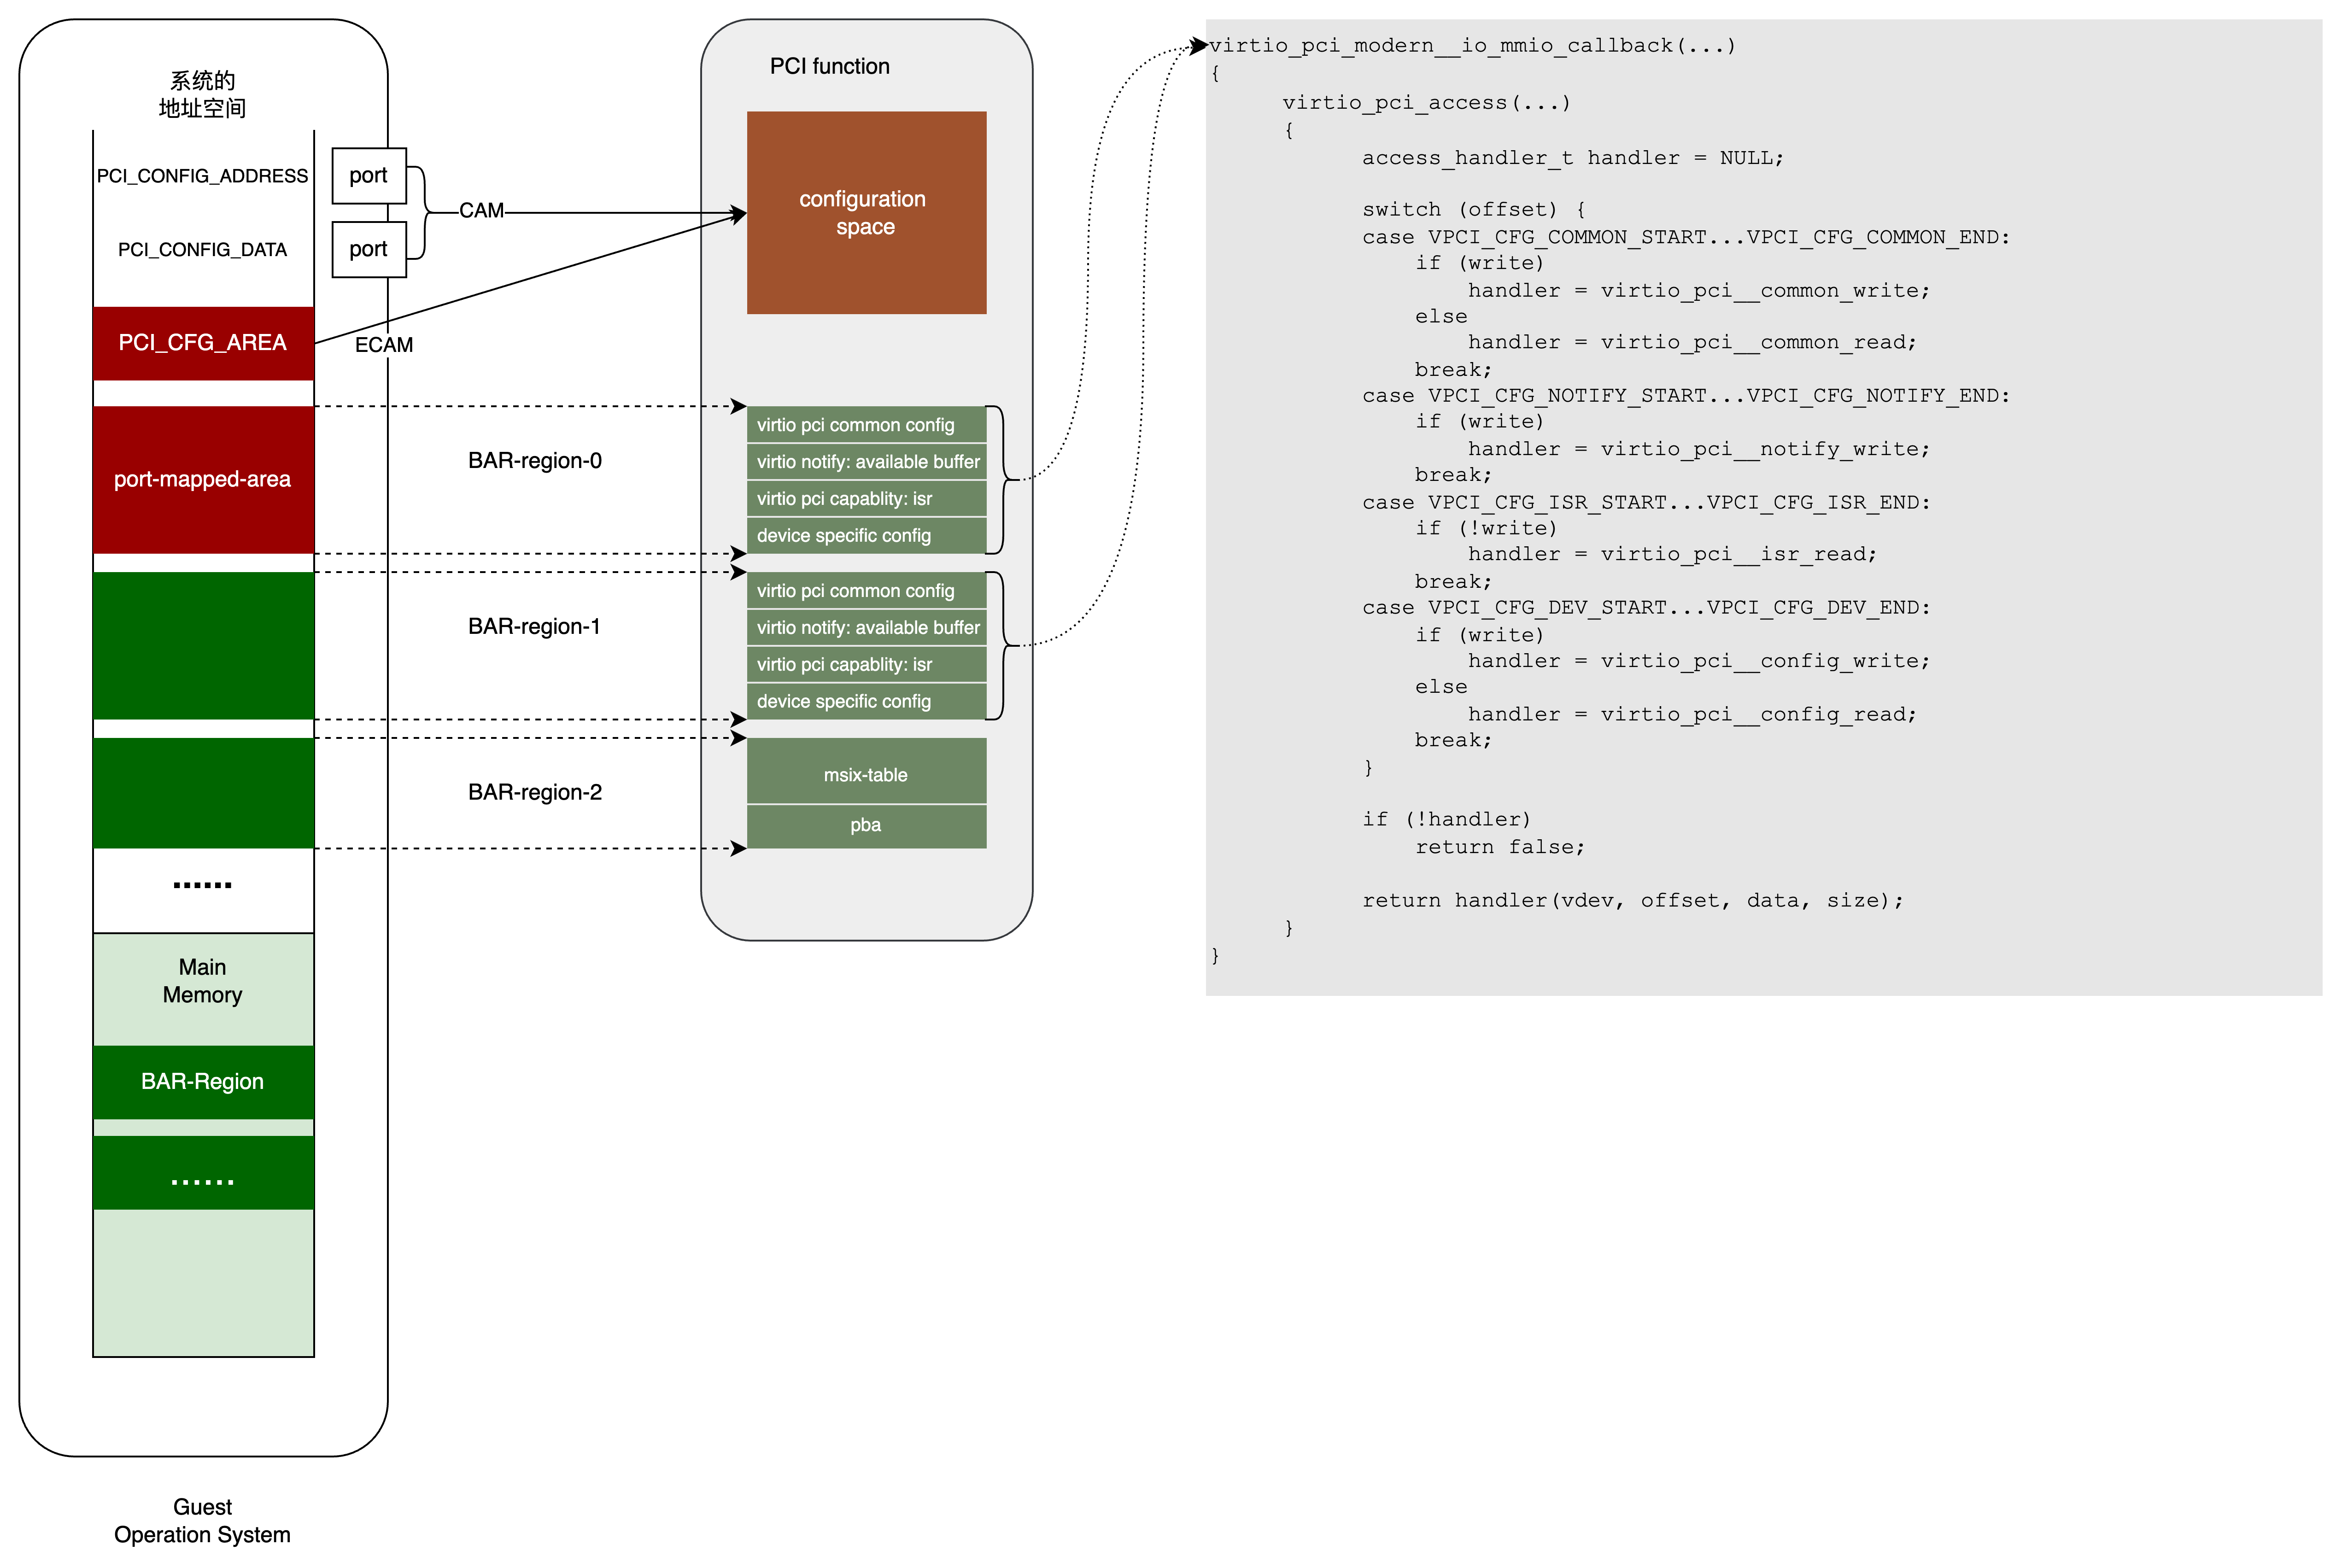 系统的
地址空间
PCI_CONFIG_ADDRESS
port
PCI_CONFIG_DATA
port
CAM
PCI_CFG_AREA
ECAM
port-mapped-area
BAR-region-0
BAR-region-1
BAR-region-2
......
Main
Memory
BAR-Region
......
Guest
Operation System
PCI function
configuration
space
virtio pci common config
virtio notify: available buffer
virtio pci capablity: isr
device specific config
virtio pci common config
virtio notify: available buffer
virtio pci capablity: isr
device specific config
msix-table
pba
virtio_pci_modern__io_mmio_callback(...)
{
virtio_pci_access(...)
{
access_handler_t handler = NULL;
switch (offset) {
case VPCI_CFG_COMMON_START...VPCI_CFG_COMMON_END:
if (write)
handler = virtio_pci__common_write;
else
handler = virtio_pci__common_read;
break;
case VPCI_CFG_NOTIFY_START...VPCI_CFG_NOTIFY_END:
if (write)
handler = virtio_pci__notify_write;
break;
case VPCI_CFG_ISR_START...VPCI_CFG_ISR_END:
if (!write)
handler = virtio_pci__isr_read;
break;
case VPCI_CFG_DEV_START...VPCI_CFG_DEV_END:
if (write)
handler = virtio_pci__config_write;
else
handler = virtio_pci__config_read;
break;
}
if (!handler)
return false;
return handler(vdev, offset, data, size);
}
}